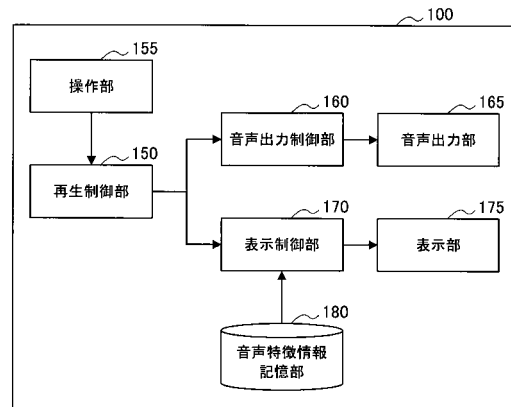 100
155
操作部
150
再生制御部
160
音声出力制御部
165
音声出力部
170
表示制御部
175
表示部
180
音声特徴情報
記憶部